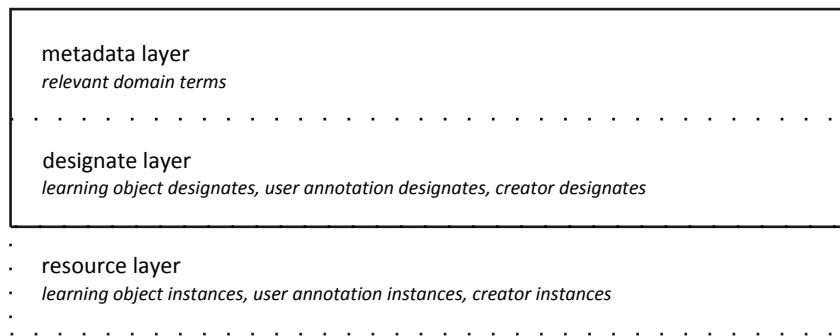 metadata layer
relevant domain terms
designate layer
learning object designates, user annotation designates, creator designates
resource layer
learning object instances, user annotation instances, creator instances